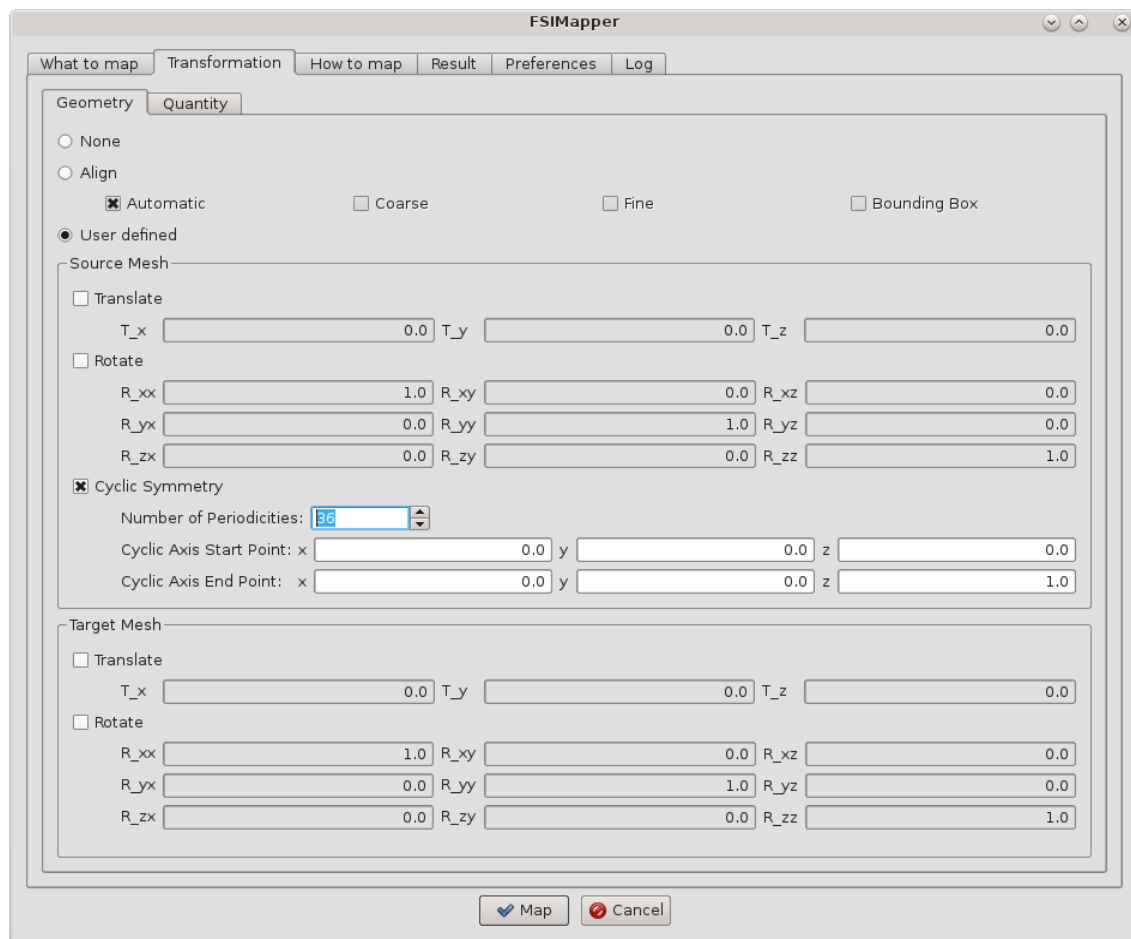 FSIMapper
What to map Transformation How to map Result Preferences Log
Geometry Quantity
None
Align
Automatic Coarse Fine Bounding Box
User defined
Source Mesh
Translate
T_x 0.0 T_y 0.0 T_z 0.0
Rotate
R_xx 1.0 R_xy 0.0 R_xz 0.0
R_yx 0.0 R_yy 1.0 R_yz 0.0
R_zx 0.0 R_zy 0.0 R_zz 1.0
Cyclic Symmetry
Number of Periodicities: 36
Cyclic Axis Start Point: x 0.0 y 0.0 z 0.0
Cyclic Axis End Point: x 0.0 y 0.0 z 1.0
Target Mesh
Translate
T_x 0.0 T_y 0.0 T_z 0.0
Rotate
R_xx 1.0 R_xy 0.0 R_xz 0.0
R_yx 0.0 R_yy 1.0 R_yz 0.0
R_zx 0.0 R_zy 0.0 R_zz 1.0
Map Cancel